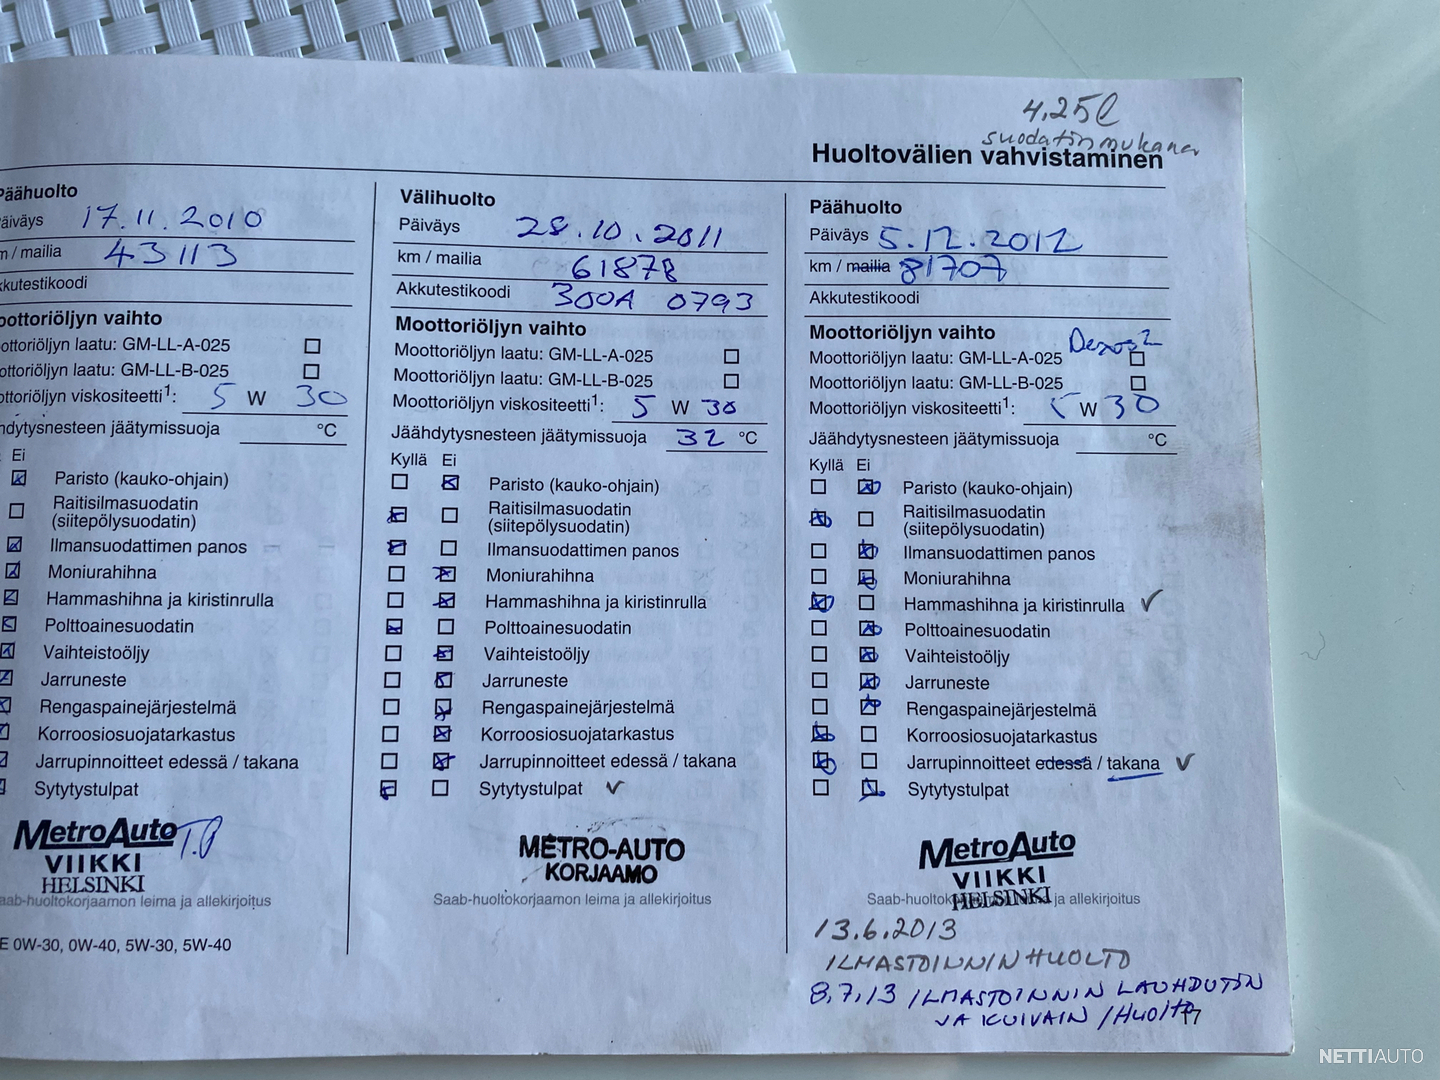 4,25l
suodatin mukana
Huoltovälien vahvistaminen
Päähuolto
Päiväys 17.11.2010
m / mailia 43113
kkutestikoodi
oottoriöljyn vaihto
ottoriöljyn laatu: GM-LL-A-025
ottoriöljyn laatu: GM-LL-B-025
ottoriöljyn viskositeetti¹: 5 W 30
hdytysnesteen jäätymissuoja °C
Ei
Paristo (kauko-ohjain)
Raitisilmasuodatin
(siitepölysuodatin)
Ilmansuodattimen panos
Moniurahihna
Hammashihna ja kiristinrulla
Polttoainesuodatin
Vaihteistoöljy
Jarruneste
Rengaspainejärjestelmä
Korroosiosuojatarkastus
Jarrupinnoitteet edessä / takana
Sytytystulpat
MetroAuto
VIIKKI
HELSINKI
aab-huoltokorjaamon leima ja allekirjoitus
E 0W-30, 0W-40, 5W-30, 5W-40
Välihuolto
Päiväys 28.10.2011
km / mailia 61878
Akkutestikoodi 300A 0793
Moottoriöljyn vaihto
Moottoriöljyn laatu: GM-LL-A-025
Moottoriöljyn laatu: GM-LL-B-025
Moottoriöljyn viskositeetti¹: 5 W 30
Jäähdytysnesteen jäätymissuoja 32 °C
Kyllä Ei
Paristo (kauko-ohjain)
Raitisilmasuodatin
(siitepölysuodatin)
Ilmansuodattimen panos
Moniurahihna
Hammashihna ja kiristinrulla
Polttoainesuodatin
Vaihteistoöljy
Jarruneste
Rengaspainejärjestelmä
Korroosiosuojatarkastus
Jarrupinnoitteet edessä / takana
Sytytystulpat ✓
METRO-AUTO
KORJAAMO
Saab-huoltokorjaamon leima ja allekirjoitus
Päähuolto
Päiväys 5.12.2012
km / mailia 81707
Akkutestikoodi
Moottoriöljyn vaihto
Dexos2
Moottoriöljyn laatu: GM-LL-A-025
Moottoriöljyn laatu: GM-LL-B-025
Moottoriöljyn viskositeetti¹: 5 W 30
Jäähdytysnesteen jäätymissuoja °C
Kyllä Ei
Paristo (kauko-ohjain)
Raitisilmasuodatin
(siitepölysuodatin)
Ilmansuodattimen panos
Moniurahihna
Hammashihna ja kiristinrulla ✓
Polttoainesuodatin
Vaihteistoöljy
Jarruneste
Rengaspainejärjestelmä
Korroosiosuojatarkastus
Jarrupinnoitteet edessä / takana ✓
Sytytystulpat
MetroAuto
VIIKKI
HELSINKI
Saab-huoltokorjaamon leima ja allekirjoitus
13.6.2013
ILMASTOINNIN HUOLTO
8.7.13 ILMASTOINNIN LAUHDUTIN
JA KUIVAIN / Huolto
NETTIAUTO